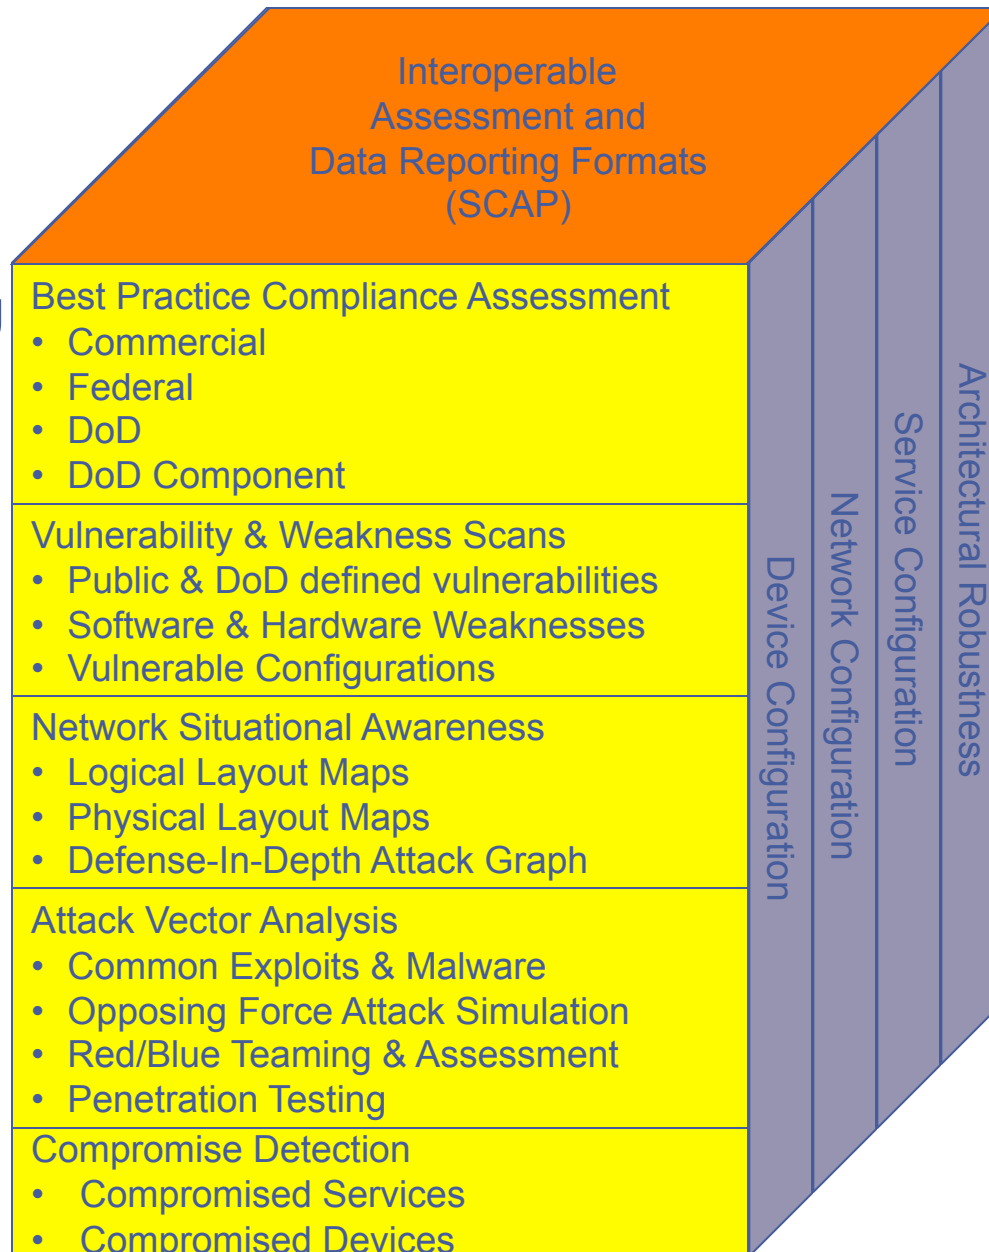 Interoperable
Assessment and
Data Reporting Formats
(SCAP)
Best Practice Compliance Assessment
• Commercial
• Federal
• DoD
• DoD Component
Vulnerability & Weakness Scans
• Public & DoD defined vulnerabilities
• Software & Hardware Weaknesses
• Vulnerable Configurations
Network Situational Awareness
• Logical Layout Maps
• Physical Layout Maps
• Defense-In-Depth Attack Graph
Attack Vector Analysis
• Common Exploits & Malware
• Opposing Force Attack Simulation
• Red/Blue Teaming & Assessment
• Penetration Testing
Compromise Detection
• Compromised Services
• Compromised Devices
Device Configuration
Network Configuration
Service Configuration
Architectural Robustness